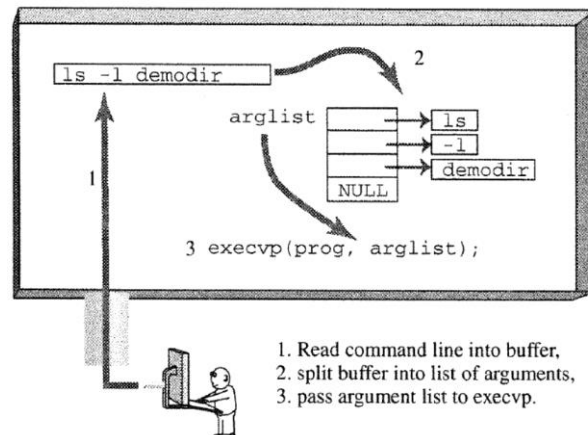 2
ls -l demodir
arglist
ls
-l
demodir
NULL
1
3 execvp(prog, arglist);
1. Read command line into buffer,
2. split buffer into list of arguments,
3. pass argument list to execvp.